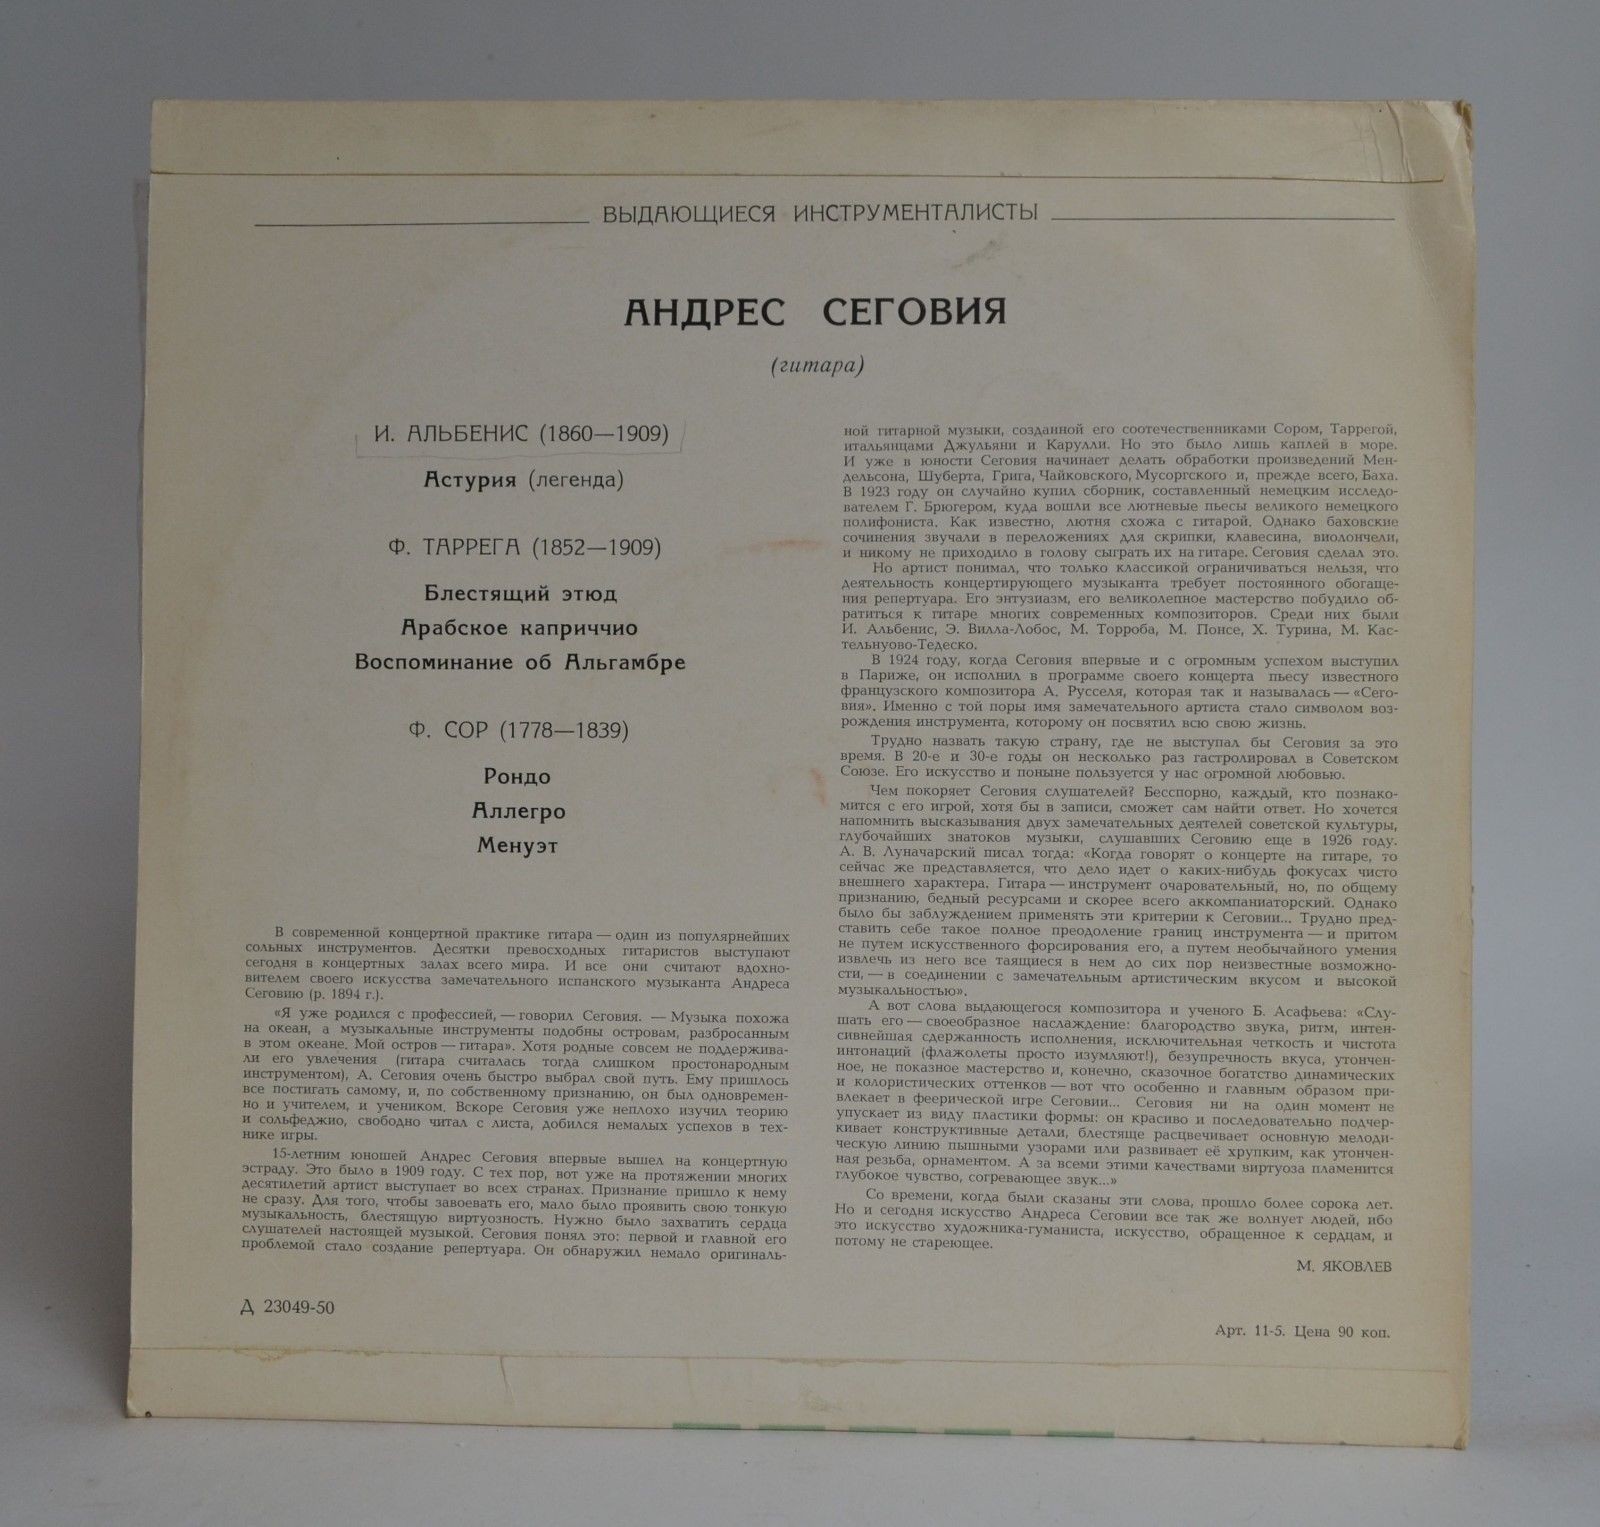 ВЫДАЮЩИЕСЯ ИНСТРУМЕНТАЛИСТЫ
АНДРЕС СЕГОВИЯ
(гитара)
И. АЛЬБЕНИС (1860—1909)
Астурия (легенда)
Ф. ТАРРЕГА (1852—1909)
Блестящий этюд
Арабское каприччио
Воспоминание об Альгамбре
Ф. СОР (1778—1839)
Рондо
Аллегро
Менуэт
В современной концертной практике гитара — один из популярнейших
сольных инструментов. Десятки превосходных гитаристов выступают
сегодня в концертных залах всего мира. И все они считают вдохно-
вителем своего искусства замечательного испанского музыканта Андреса
Сеговию (р. 1894 г.).
«Я уже родился с профессией, — говорил Сеговия. — Музыка похожа
на океан, а музыкальные инструменты подобны островам, разбросанным
в этом океане. Мой остров — гитара». Хотя родные совсем не поддержива-
ли его увлечения (гитара считалась тогда слишком простонародным
инструментом), А. Сеговия очень быстро выбрал свой путь. Ему пришлось
все постигать самому, и, по собственному признанию, он был одновремен-
но и учителем, и учеником. Вскоре Сеговия уже неплохо изучил теорию
и сольфеджио, свободно читал с листа, добился немалых успехов в тех-
нике игры.
15-летним юношей Андрес Сеговия впервые вышел на концертную
эстраду. Это было в 1909 году. С тех пор, вот уже на протяжении многих
десятилетий артист выступает во всех странах. Признание пришло к нему
не сразу. Для того, чтобы завоевать его, мало было проявить свою тонкую
музыкальность, блестящую виртуозность. Нужно было захватить сердца
слушателей настоящей музыкой. Сеговия понял это: первой и главной его
проблемой стало создание репертуара. Он обнаружил немало оригиналь-
ной гитарной музыки, созданной его соотечественниками Сором, Таррегой,
итальянцами Джульяни и Карулли. Но это было лишь каплей в море.
И уже в юности Сеговия начинает делать обработки произведений Мен-
дельсона, Шуберта, Грига, Чайковского, Мусоргского и, прежде всего, Баха.
В 1923 году он случайно купил сборник, составленный немецким исследо-
вателем Г. Брюгером, куда вошли все лютневые пьесы великого немецкого
полифониста. Как известно, лютня схожа с гитарой. Однако баховские
сочинения звучали в переложениях для скрипки, клавесина, виолончели,
и никому не приходило в голову сыграть их на гитаре. Сеговия сделал это.
Но артист понимал, что только классикой ограничиваться нельзя, что
деятельность концертирующего музыканта требует постоянного обогаще-
ния репертуара. Его энтузиазм, его великолепное мастерство побудило об-
ратиться к гитаре многих современных композиторов. Среди них были
И. Альбенис, Э. Вилла-Лобос, М. Торроба, М. Понсе, Х. Турина, М. Кас-
тельнуово-Тедеско.
В 1924 году, когда Сеговия впервые и с огромным успехом выступил
в Париже, он исполнил в программе своего концерта пьесу известного
французского композитора А. Русселя, которая так и называлась — «Сего-
вия». Именно с той поры имя замечательного артиста стало символом воз-
рождения инструмента, которому он посвятил всю свою жизнь.
Трудно назвать такую страну, где не выступал бы Сеговия за это
время. В 20-е и 30-е годы он несколько раз гастролировал в Советском
Союзе. Его искусство и поныне пользуется у нас огромной любовью.
Чем покоряет Сеговия слушателей? Бесспорно, каждый, кто познако-
мится с его игрой, хотя бы в записи, сможет сам найти ответ. Но хочется
напомнить высказывания двух замечательных деятелей советской культуры,
глубочайших знатоков музыки, слушавших Сеговию еще в 1926 году.
А. В. Луначарский писал тогда: «Когда говорят о концерте на гитаре, то
сейчас же представляется, что дело идет о каких-нибудь фокусах чисто
внешнего характера. Гитара — инструмент очаровательный, но, по общему
признанию, бедный ресурсами и скорее всего аккомпаниаторский. Однако
было бы заблуждением применять эти критерии к Сеговии... Трудно пред-
ставить себе такое полное преодоление границ инструмента — и притом
не путем искусственного форсирования его, а путем необычайного умения
извлечь из него все таящиеся в нем до сих пор неизвестные возможно-
сти, — в соединении с замечательным артистическим вкусом и высокой
музыкальностью».
А вот слова выдающегося композитора и ученого Б. Асафьева: «Слу-
шать его — своеобразное наслаждение: благородство звука, ритм, интен-
сивнейшая сдержанность исполнения, исключительная четкость и чистота
интонаций (флажолеты просто изумляют!), безупречность вкуса, утончен-
ное, не показное мастерство и, конечно, сказочное богатство динамических
и колористических оттенков — вот что особенно и главным образом при-
влекает в феерической игре Сеговии... Сеговия ни на один момент не
упускает из виду пластики формы: он красиво и последовательно подчер-
кивает конструктивные детали, блестяще расцвечивает основную мелоди-
ческую линию пышными узорами или развивает её хрупким, как утончен-
ная резьба, орнаментом. А за всеми этими качествами виртуоза пламенится
глубокое чувство, согревающее звук...»
Со времени, когда были сказаны эти слова, прошло более сорока лет.
Но и сегодня искусство Андреса Сеговии все так же волнует людей, ибо
это искусство художника-гуманиста, искусство, обращенное к сердцам, и
потому не стареющее.
М. ЯКОВЛЕВ
Д 23049-50
Арт. 11-5. Цена 90 коп.